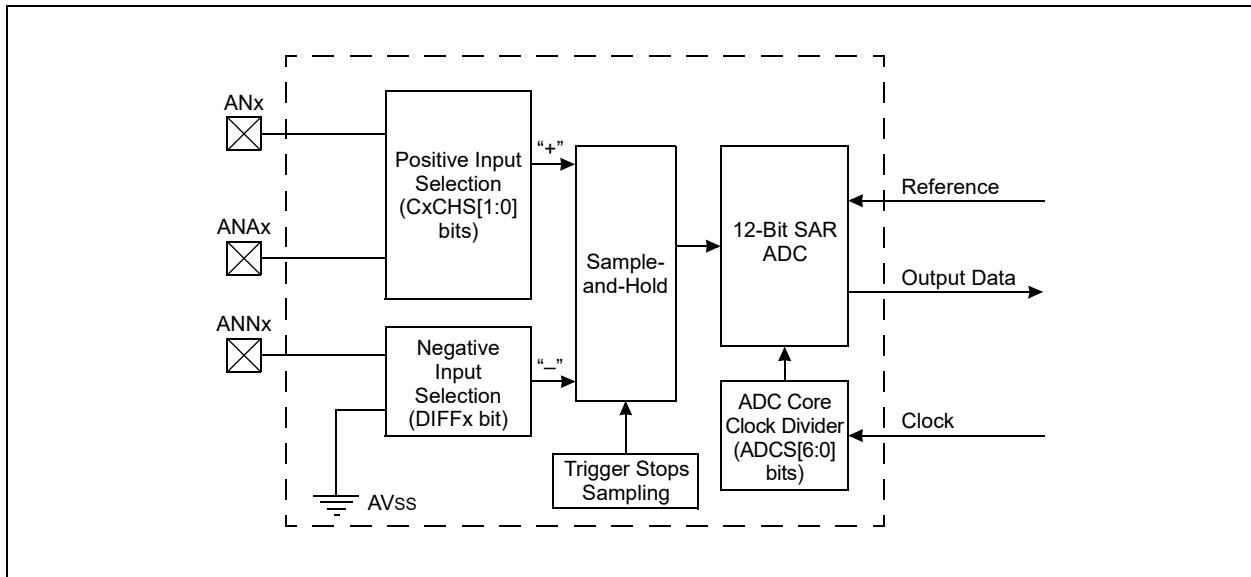 ANx
ANAx
ANNx
Positive Input
Selection
(CxCHS[1:0]
bits)
“+”
Negative
Input
Selection
(DIFFx bit)
“–”
AVSS
Sample-
and-Hold
Trigger Stops
Sampling
12-Bit SAR
ADC
ADC Core
Clock Divider
(ADCS[6:0]
bits)
Reference
Output Data
Clock